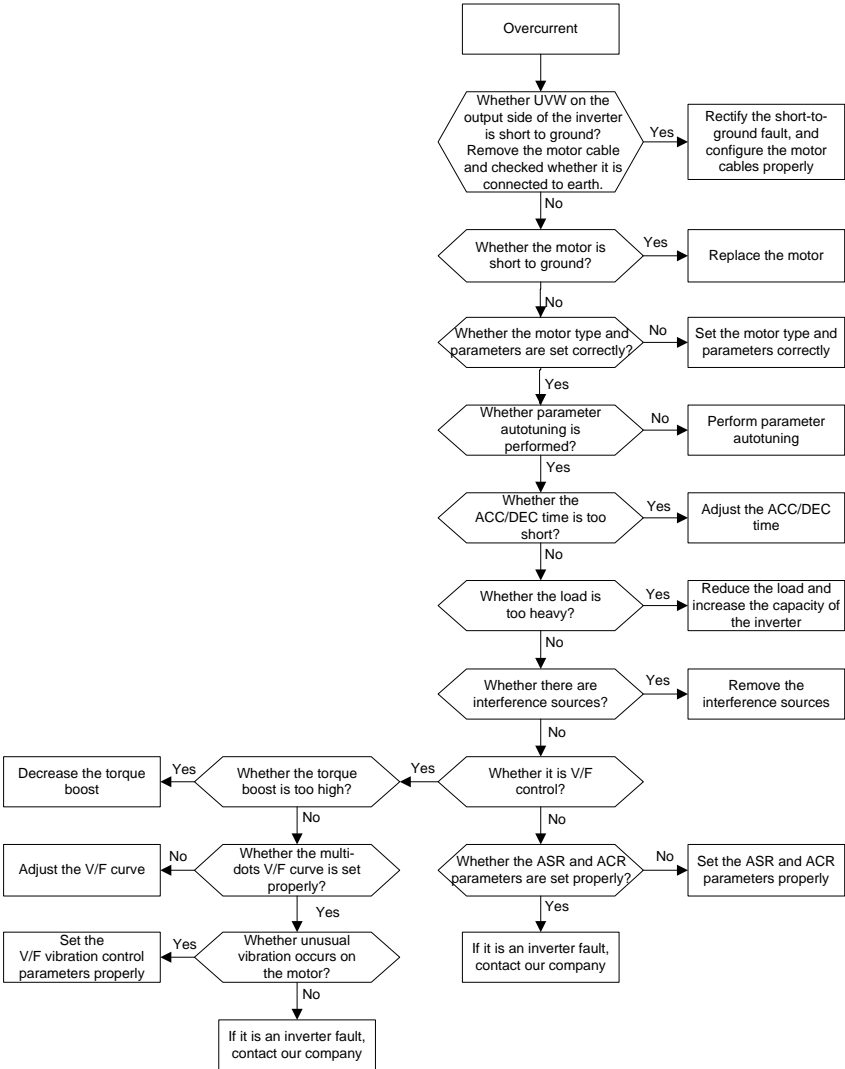 Overcurrent
Whether UVW on the
output side of the inverter
is short to ground?
Remove the motor cable
and checked whether it is
connected to earth.
Yes
Rectify the short-to-
ground fault, and
configure the motor
cables properly
No
Whether the motor is
short to ground?
Yes
Replace the motor
No
Whether the motor type and
parameters are set correctly?
No
Set the motor type and
parameters correctly
Yes
Whether parameter
autotuning is
performed?
No
Perform parameter
autotuning
Yes
Whether the
ACC/DEC time is too
short?
Yes
Adjust the ACC/DEC
time
No
Whether the load is
too heavy?
Yes
Reduce the load and
increase the capacity of
the inverter
No
Whether there are
interference sources?
Yes
Remove the
interference sources
No
Whether it is V/F
control?
Yes
Whether the torque
boost is too high?
Yes
Decrease the torque
boost
No
Whether the multi-
dots V/F curve is set
properly?
No
Adjust the V/F curve
Yes
Whether unusual
vibration occurs on
the motor?
Yes
Set the
V/F vibration control
parameters properly
No
If it is an inverter fault,
contact our company
No
Whether the ASR and ACR
parameters are set properly?
No
Set the ASR and ACR
parameters properly
Yes
If it is an inverter fault,
contact our company